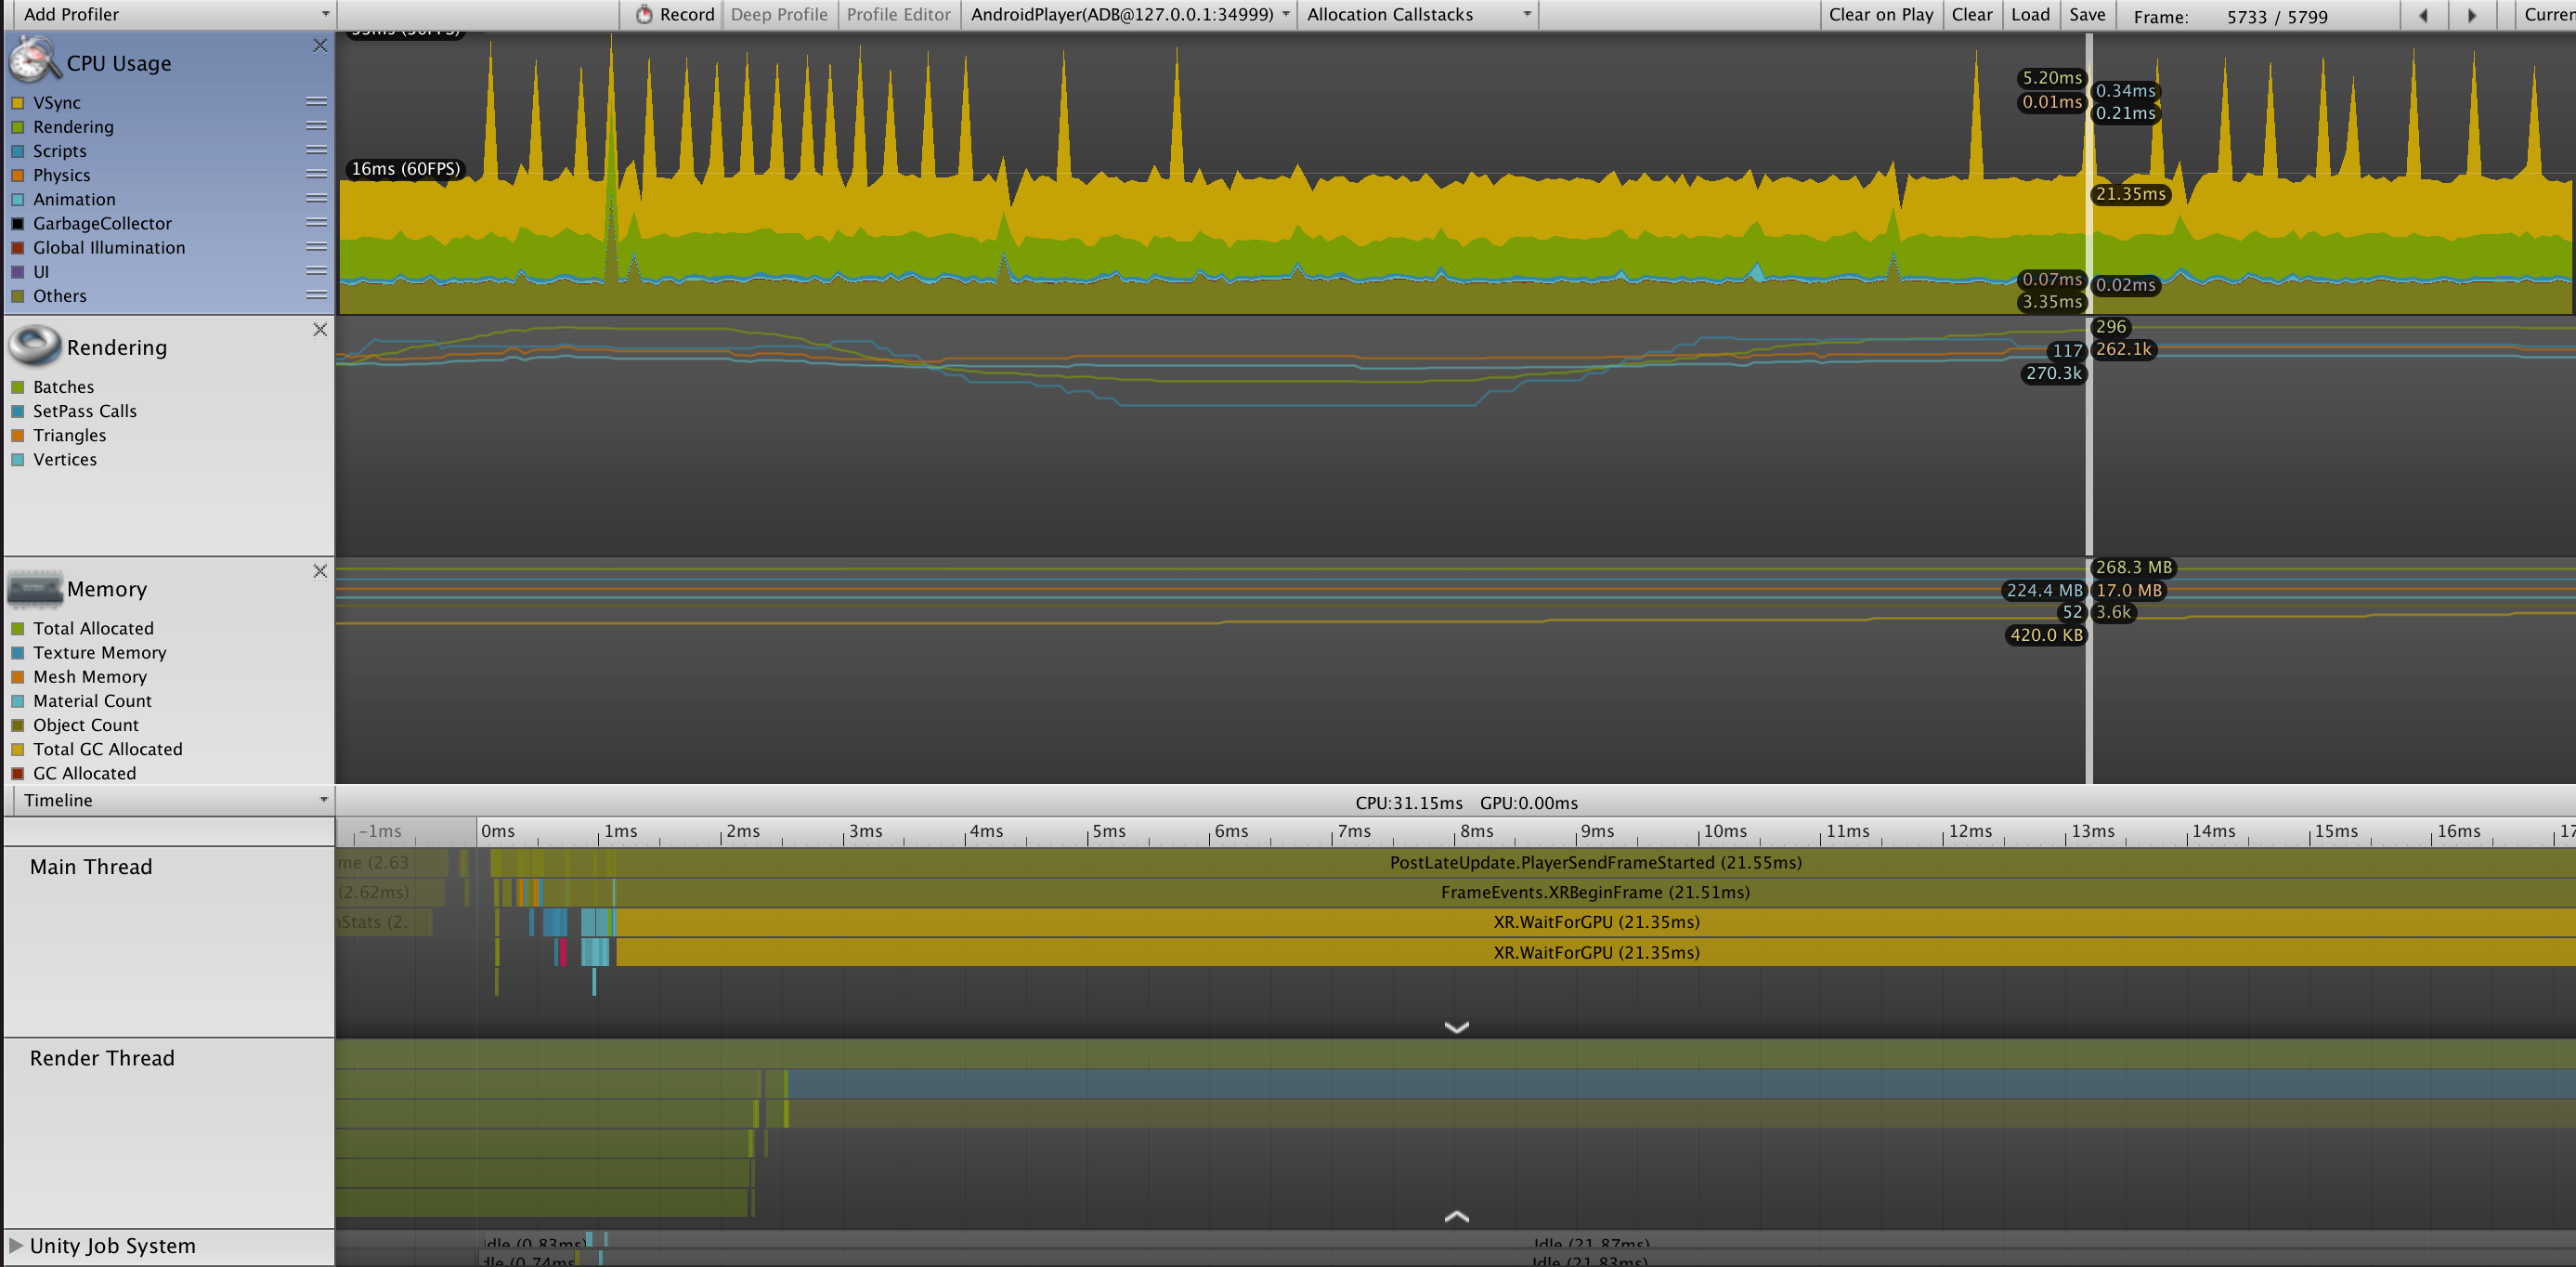 Add Profiler
Record
Deep Profile
Profile Editor
AndroidPlayer(ADB@127.0.0.1:34999)
Allocation Callstacks
Clear on Play
Clear
Load
Save
Frame: 5733 / 5799
CPU Usage
VSync
Rendering
Scripts
Physics
Animation
GarbageCollector
Global Illumination
UI
Others
16ms (60FPS)
5.20ms
0.01ms
0.34ms
0.21ms
21.35ms
0.07ms
0.02ms
3.35ms
Rendering
Batches
SetPass Calls
Triangles
Vertices
296
117
262.1k
270.3k
Memory
Total Allocated
Texture Memory
Mesh Memory
Material Count
Object Count
Total GC Allocated
GC Allocated
268.3 MB
224.4 MB
17.0 MB
52
3.6k
420.0 KB
Timeline
CPU:31.15ms GPU:0.00ms
-1ms 0ms 1ms 2ms 3ms 4ms 5ms 6ms 7ms 8ms 9ms 10ms 11ms 12ms 13ms 14ms 15ms 16ms 17
Main Thread
me (2.63
PostLateUpdate.PlayerSendFrameStarted (21.55ms)
(2.62ms)
FrameEvents.XRBeginFrame (21.51ms)
Stats (2.
XR.WaitForGPU (21.35ms)
XR.WaitForGPU (21.35ms)
Render Thread
Unity Job System
Idle (0.83ms)
Idle (21.87ms)
Idle (21.83ms)